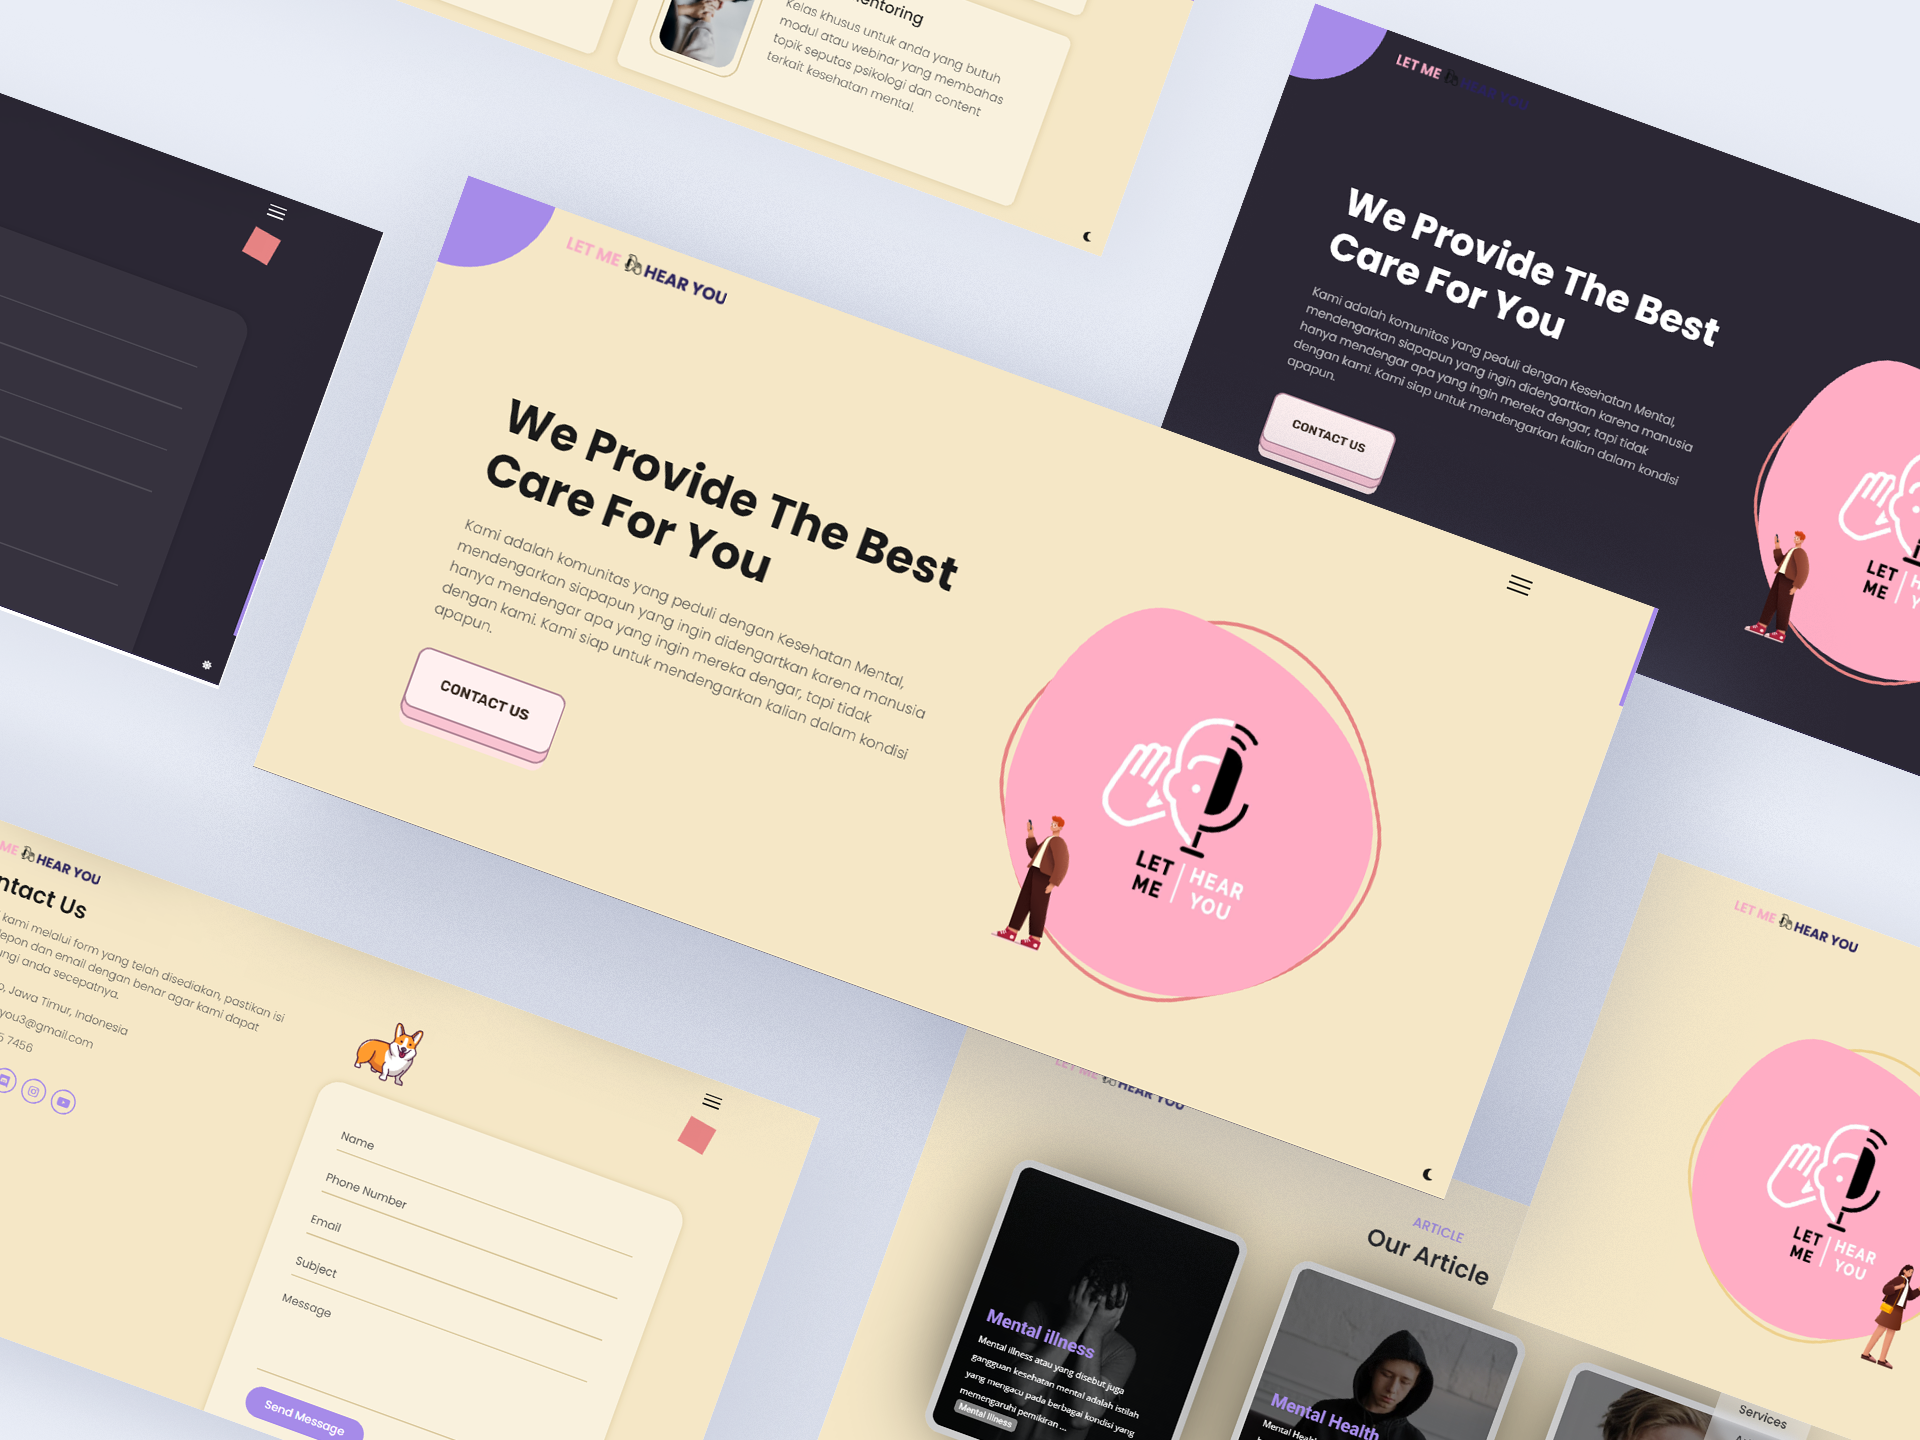 entoring
Kelas khusus untuk anda yang butuh
modul atau webinar yang membahas
topik seputas psikologi dan content
terkait kesehatan mental.
LET ME HEAR YOU
We Provide The Best
Care For You
Kami adalah komunitas yang peduli dengan Kesehatan Mental,
mendengarkan siapapun yang ingin didengartkan karena manusia
hanya mendengar apa yang ingin mereka dengar, tapi tidak
dengan kami. Kami siap untuk mendengarkan kalian dalam kondisi
apapun.
CONTACT US
LET
ME
LET ME HEAR YOU
We Provide The Best
Care For You
Kami adalah komunitas yang peduli dengan Kesehatan Mental,
mendengarkan siapapun yang ingin didengartkan karena manusia
hanya mendengar apa yang ingin mereka dengar, tapi tidak
dengan kami. Kami siap untuk mendengarkan kalian dalam kondisi
apapun.
CONTACT US
LET HEAR
ME YOU
ME HEAR YOU
ntact Us
kami melalui form yang telah disediakan, pastikan isi
epon dan email dengan benar agar kami dapat
ungi anda secepatnya.
o, Jawa Timur, Indonesia
you3@gmail.com
5 7456
Name
Phone Number
Email
Subject
Message
Send Message
LET ME HEAR YOU
ARTICLE
Our Article
Mental illness
Mental illness atau yang disebut juga
gangguan kesehatan mental adalah istilah
yang mengacu pada berbagai kondisi yang
memengaruhi pemikiran ...
Mental illness
Mental Health
LET ME HEAR YOU
LET HEAR
ME YOU
Services